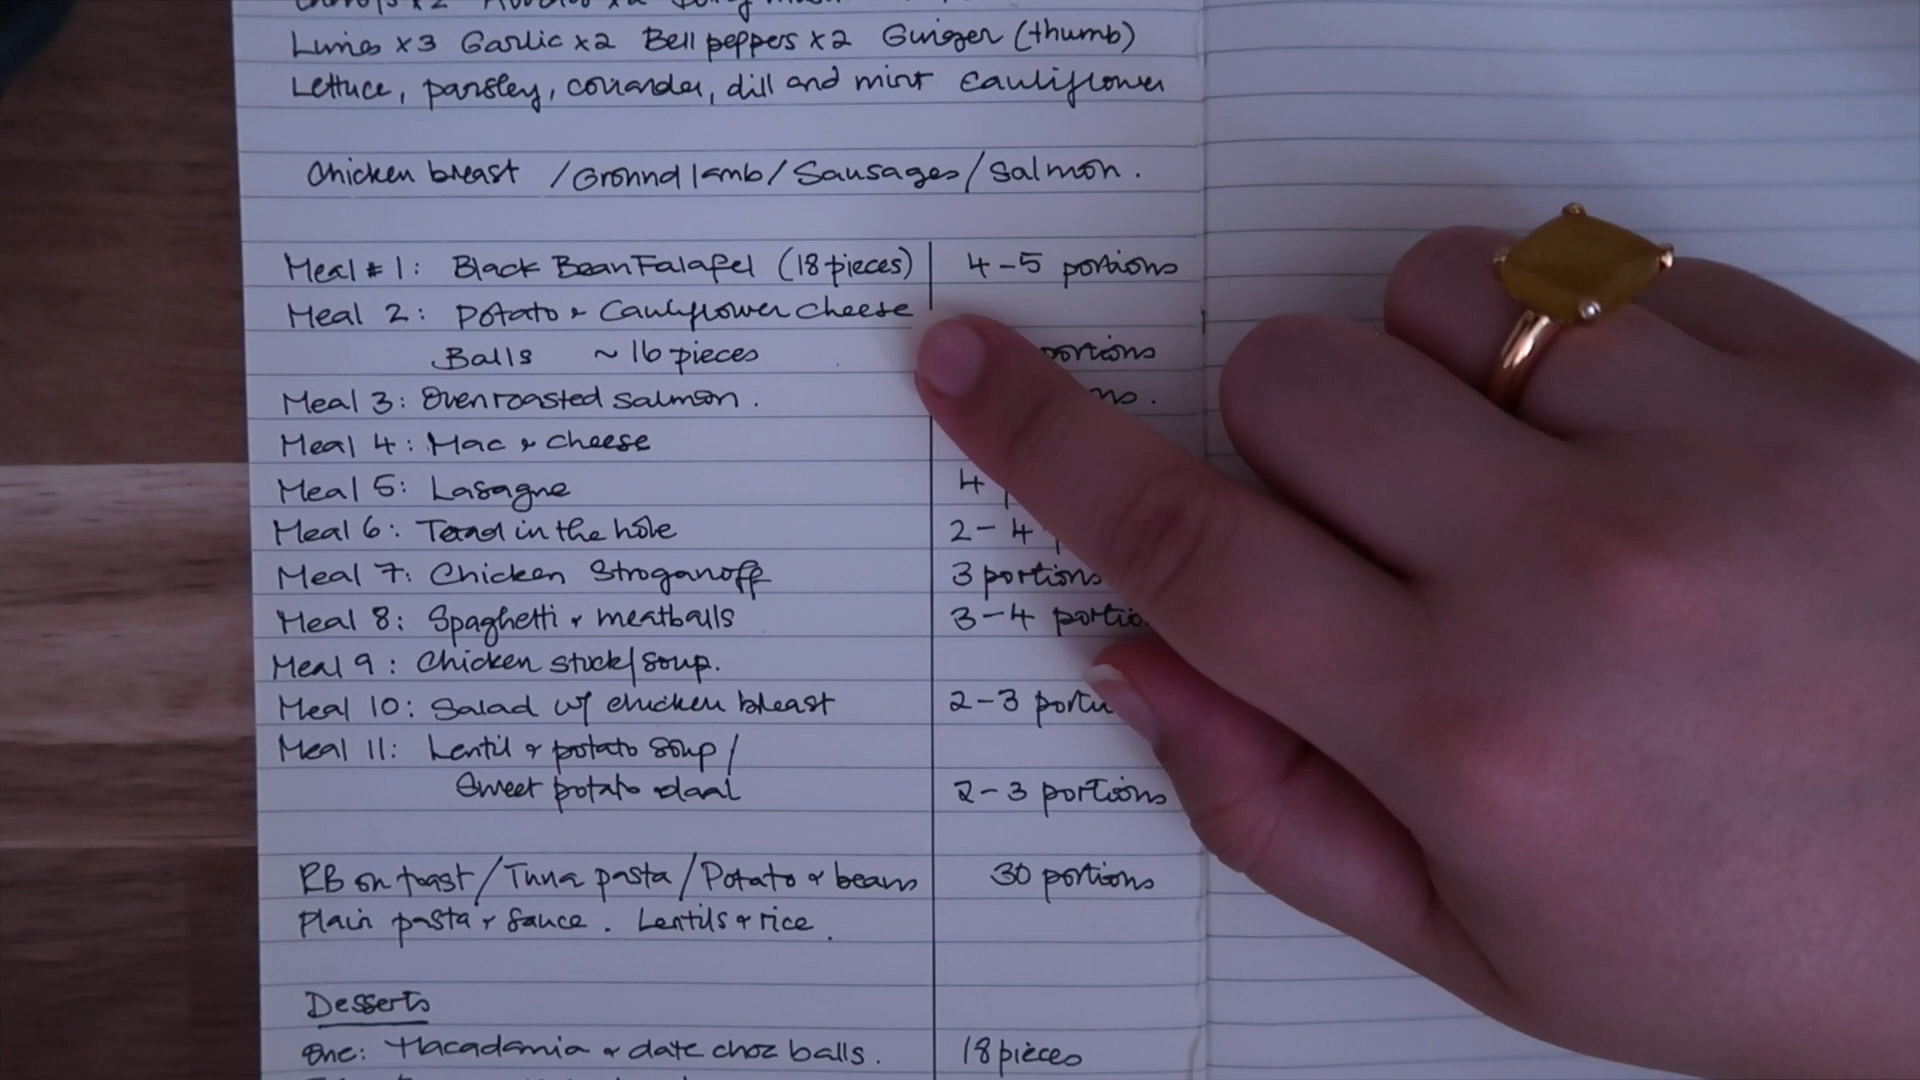 Limes x3 Garlic x2 Bell peppers x2 Ginger (thumb)
Lettuce, parsley, coriander, dill and mint Cauliflower
Chicken breast / Ground lamb / Sausages / Salmon.
Meal #1: Black Bean Falafel (18 pieces) 4-5 portions
Meal 2: Potato & Cauliflower cheese
Balls ~16 pieces portions
Meal 3: Oven roasted salmon.
Meal 4: Mac & cheese
Meal 5: Lasagne 4
Meal 6: Toad in the hole 2-4
Meal 7: Chicken Stroganoff 3 portions
Meal 8: Spaghetti & meatballs 3-4
Meal 9: Chicken stock/soup.
Meal 10: Salad w/ chicken breast 2-3
Meal 11: Lentil & potato soup/
Sweet potato daal 2-3 portions
RB on toast/Tuna pasta/Potato & beans 30 portions
Plain pasta & sauce. Lentils & rice.
Desserts
One: Macadamia & date choc balls. 18 pieces